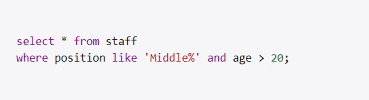 select * from staff
where position like 'Middle%' and age > 20;